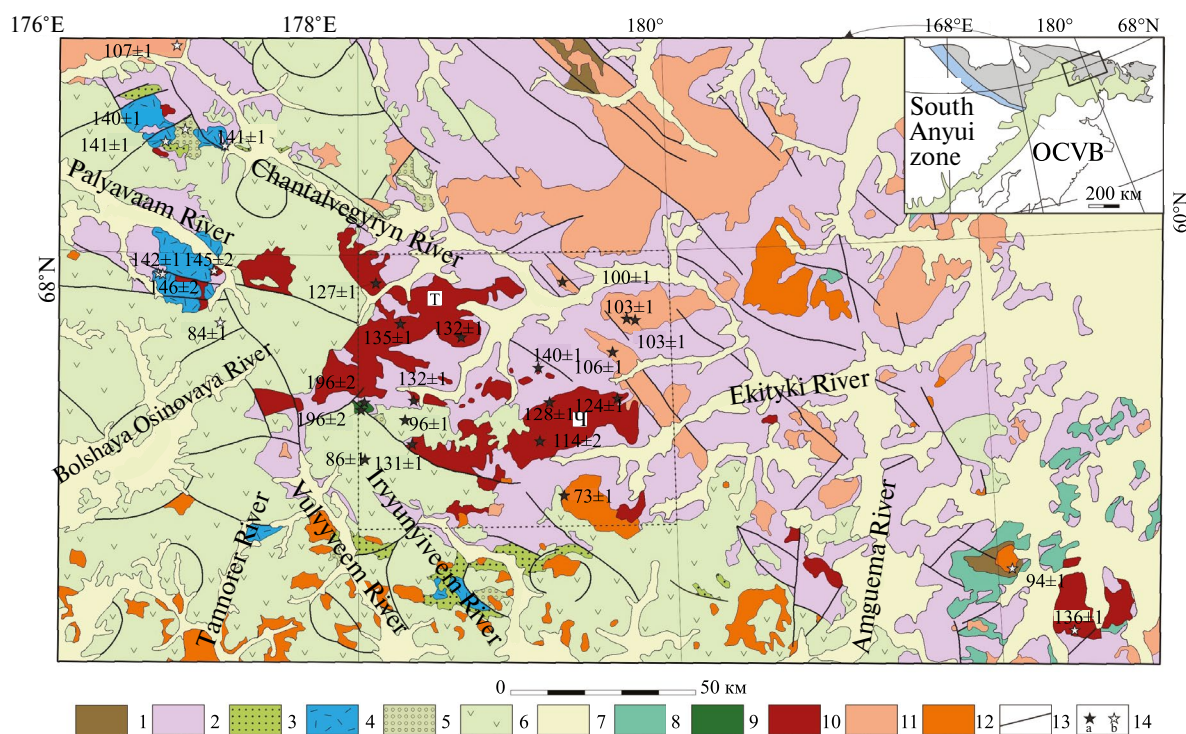 176°E 178°E 180° 168°E 180° 68°N
107±1
South
Anyui
zone
OCVB
200 км
140±1
141±1
141±1
Chantalvegyryn River
Palyavaam River
68°N
60°N
142±1
145±2
146±2
84±1
127±1
T
100±1
103±1
103±1
135±1
132±1
140±1
106±1
196±2
132±1
196±2
96±1
128±1
124±1
Ч
114±2
86±1
131±1
73±1
Ekityki River
Bolshaya Osinovaya River
Tanmorer River
Vulvyveem River
Irvyunyiveem River
Amguema River
94±1
136±1
0 50 км
1 2 3 4 5 6 7 8 9 10 11 12 13 a b 14